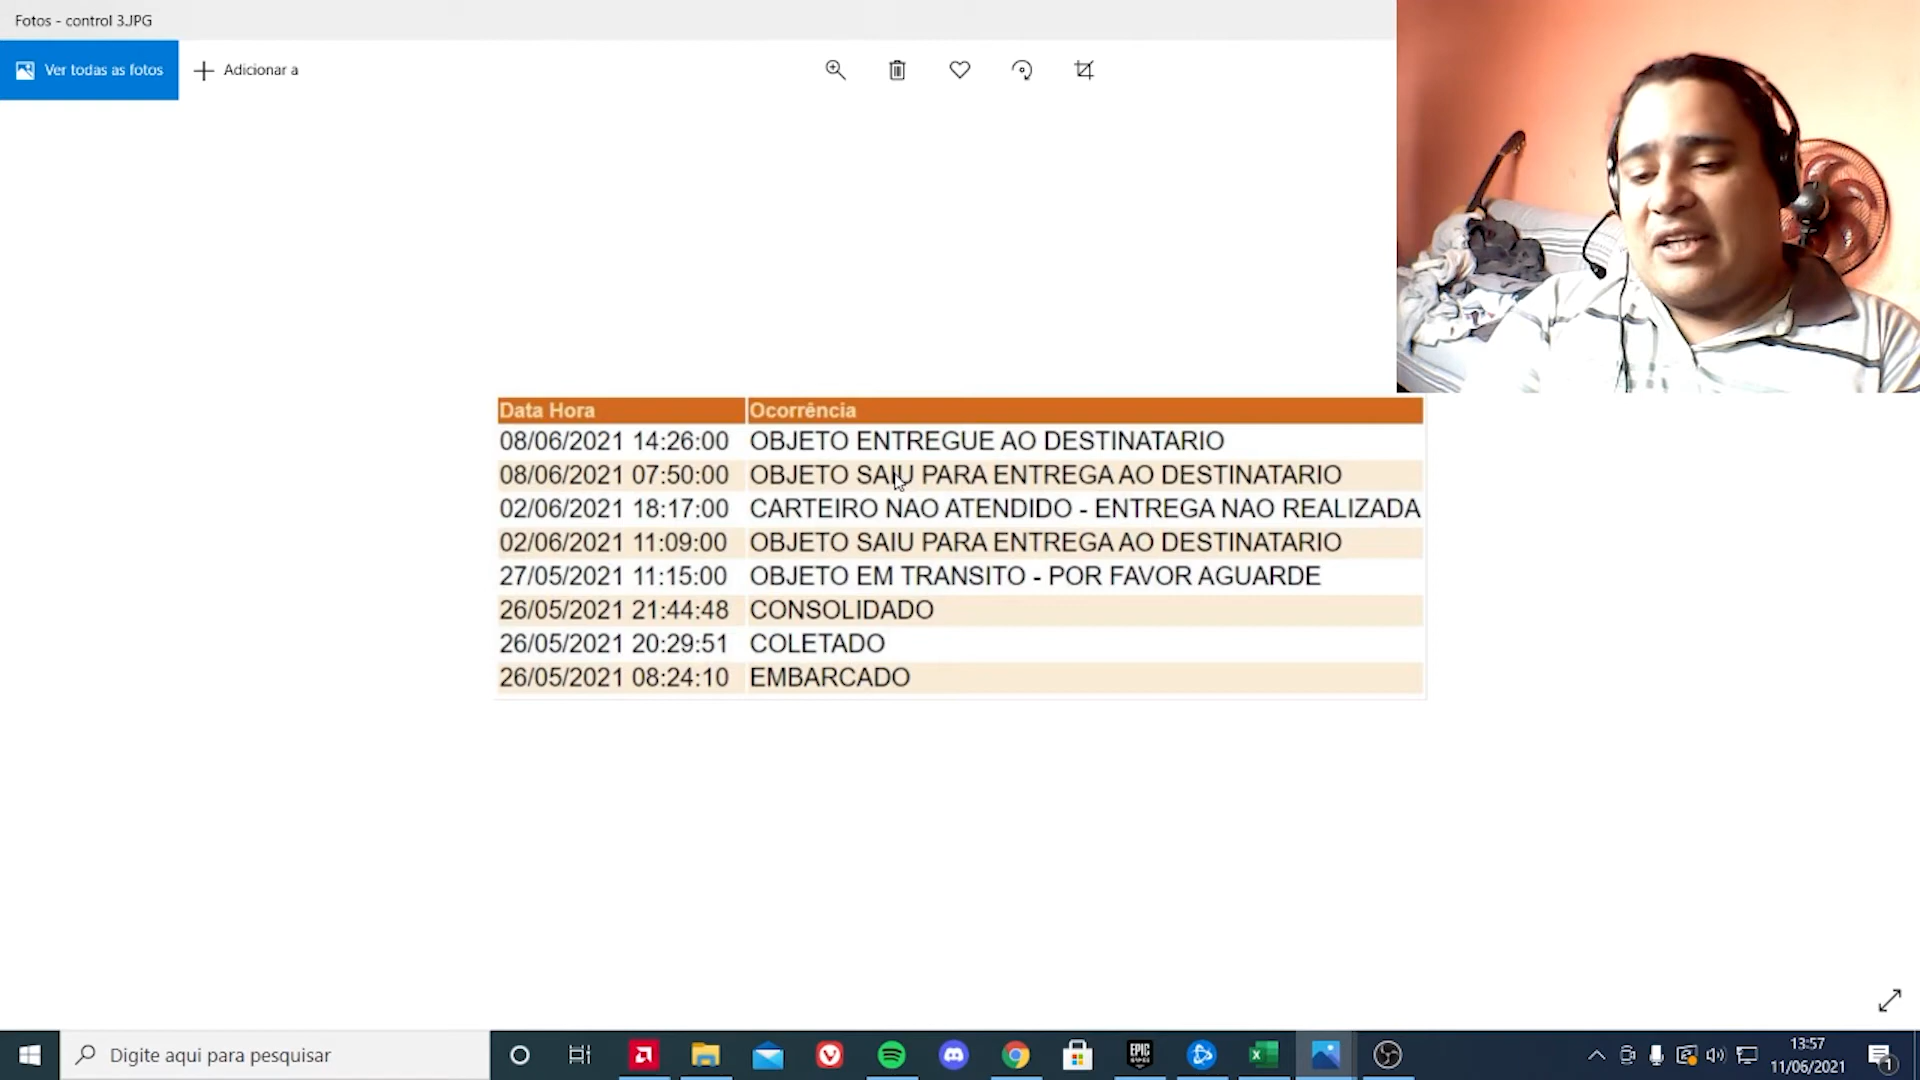 Fotos - control 3.JPG
Ver todas as fotos
Adicionar a
Data Hora Ocorrência
08/06/2021 14:26:00 OBJETO ENTREGUE AO DESTINATARIO
08/06/2021 07:50:00 OBJETO SAIU PARA ENTREGA AO DESTINATARIO
02/06/2021 18:17:00 CARTEIRO NAO ATENDIDO - ENTREGA NAO REALIZADA
02/06/2021 11:09:00 OBJETO SAIU PARA ENTREGA AO DESTINATARIO
27/05/2021 11:15:00 OBJETO EM TRANSITO - POR FAVOR AGUARDE
26/05/2021 21:44:48 CONSOLIDADO
26/05/2021 20:29:51 COLETADO
26/05/2021 08:24:10 EMBARCADO
Digite aqui para pesquisar
EPIC GAMES
13:57
11/06/2021
1